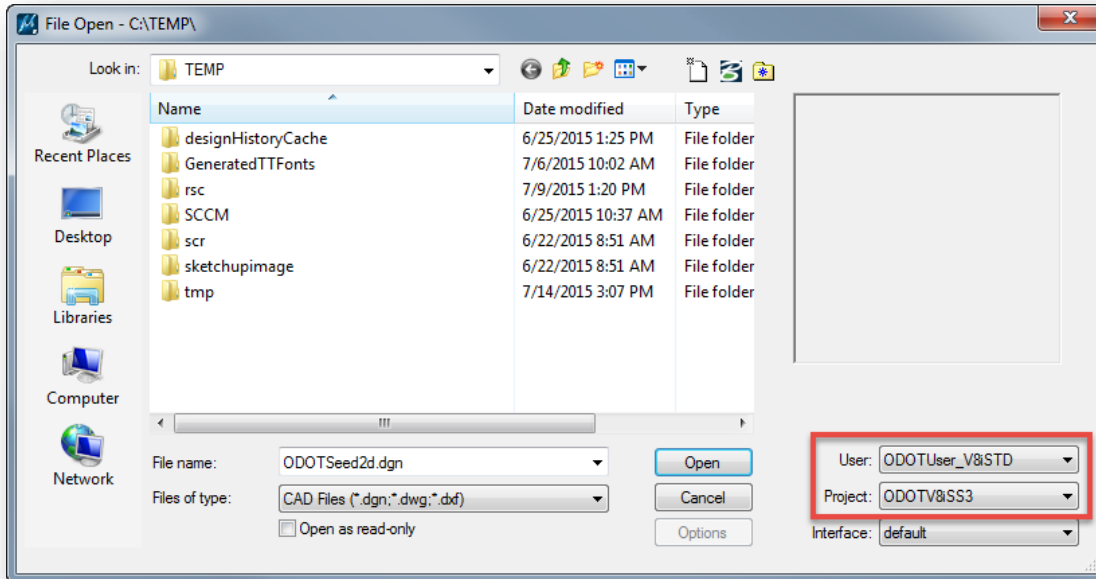 File Open - C:\TEMP\
Look in: TEMP
Name Date modified Type
designHistoryCache 6/25/2015 1:25 PM File folder
GeneratedTTFonts 7/6/2015 10:02 AM File folder
rsc 7/9/2015 1:20 PM File folder
SCCM 6/25/2015 10:37 AM File folder
scr 6/22/2015 8:51 AM File folder
sketchupimage 6/22/2015 8:51 AM File folder
tmp 7/14/2015 3:07 PM File folder
Recent Places
Desktop
Libraries
Computer
Network
File name: ODOTSeed2d.dgn Open
Files of type: CAD Files (*.dgn;*.dwg;*.dxf) Cancel
Open as read-only Options
User: ODOTUser_V8iSTD
Project: ODOTV8iSS3
Interface: default